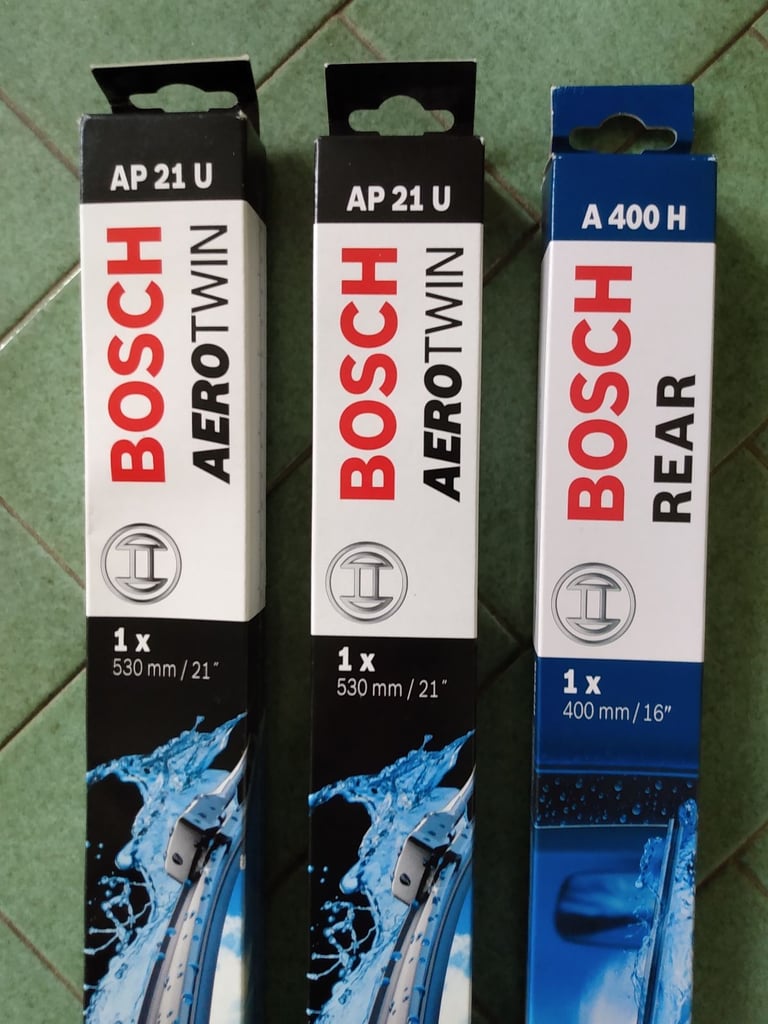 AP 21 U
BOSCH
AEROTWIN
1 x
530 mm / 21"
AP 21 U
BOSCH
AEROTWIN
1 x
530 mm / 21"
A 400 H
BOSCH
REAR
1 x
400 mm / 16"